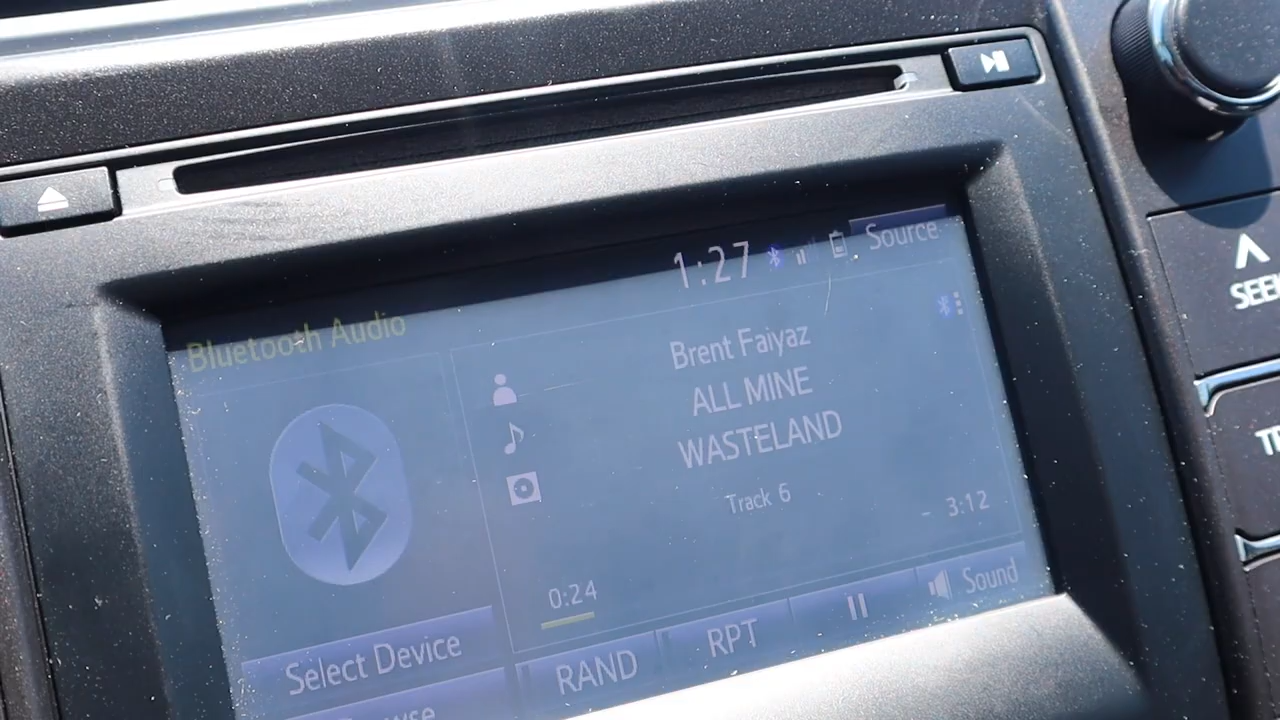 1:27
Source
Bluetooth Audio
Brent Faiyaz
ALL MINE
WASTELAND
Track 6
0:24
- 3:12
Select Device
RAND
RPT
Sound